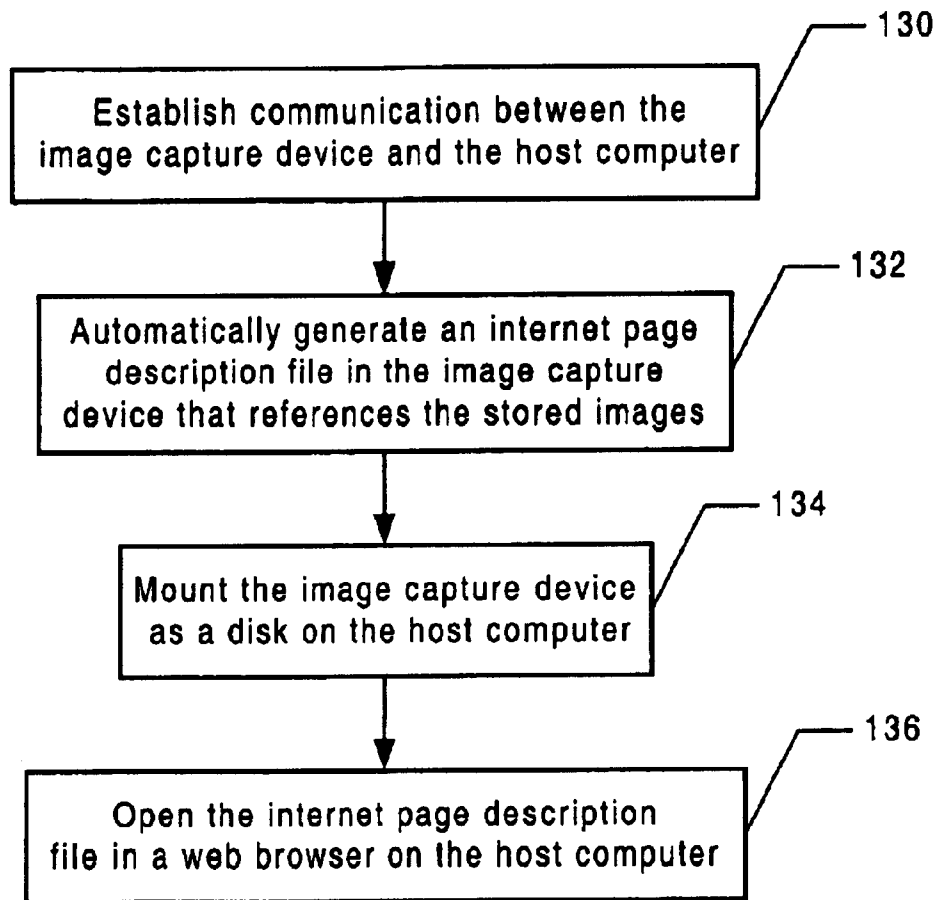 130
Establish communication between the
image capture device and the host computer
132
Automatically generate an internet page
description file in the image capture
device that references the stored images
134
Mount the image capture device
as a disk on the host computer
136
Open the internet page description
file in a web browser on the host computer